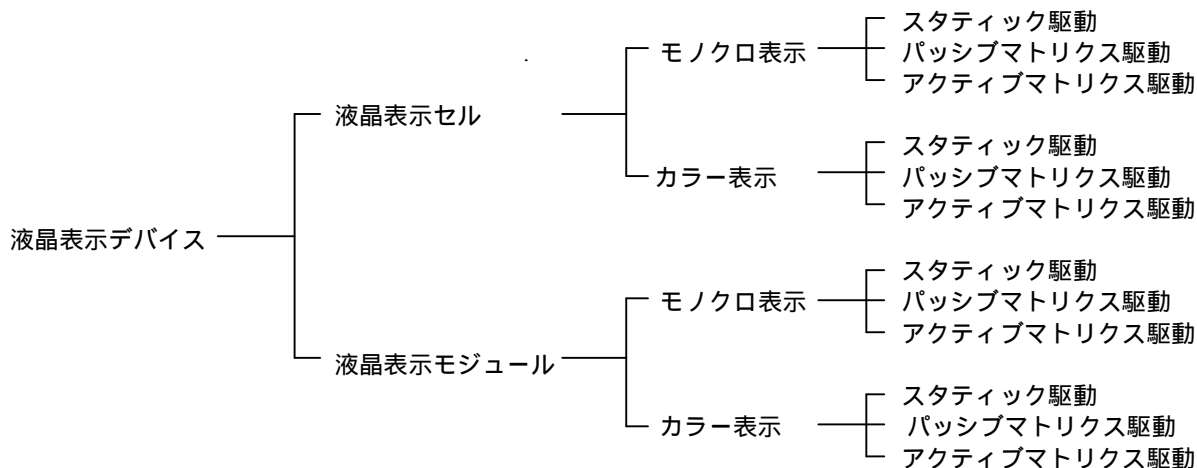 スタティック駆動
モノクロ表示 パッシブマトリクス駆動
アクティブマトリクス駆動
液晶表示セル
スタティック駆動
カラー表示 パッシブマトリクス駆動
アクティブマトリクス駆動
液晶表示デバイス
スタティック駆動
モノクロ表示 パッシブマトリクス駆動
アクティブマトリクス駆動
液晶表示モジュール
スタティック駆動
カラー表示 パッシブマトリクス駆動
アクティブマトリクス駆動